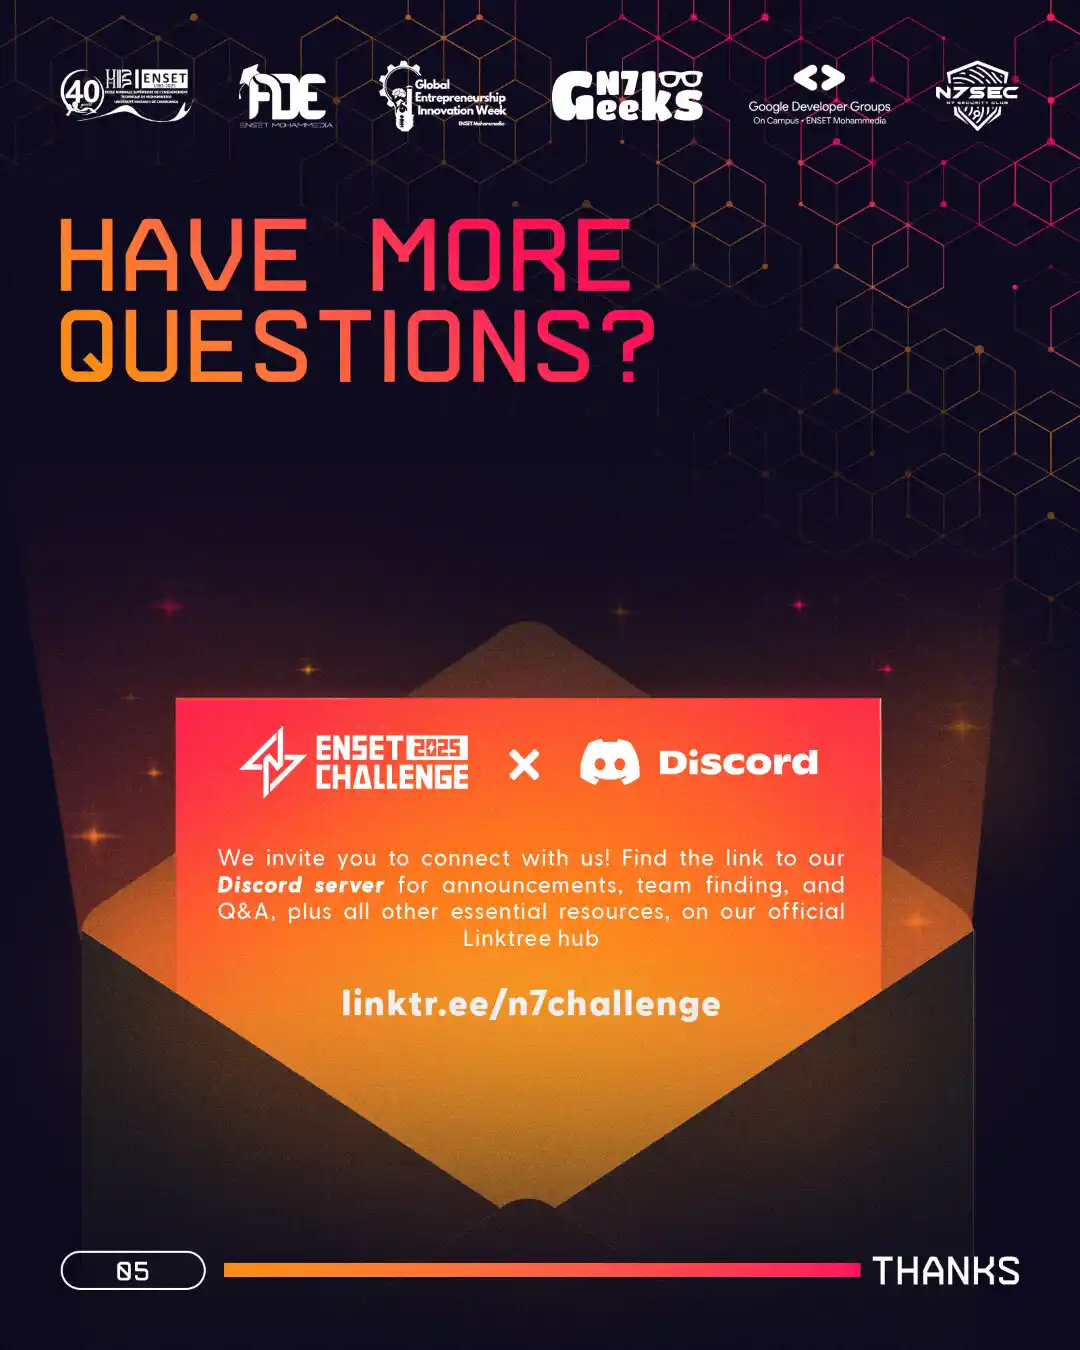 40
ENSET
ADE
ENSET MOHAMMEDIA
Global
Entrepreneurship
Innovation Week
ENSET Mohammedia
N7
Geeks
Google Developer Groups
On Campus • ENSET Mohammedia
N7SEC
N7 SECURITY CLUB
HAVE MORE
QUESTIONS?
ENSET 2025
CHALLENGE
×
Discord
We invite you to connect with us! Find the link to our
Discord server for announcements, team finding, and
Q&A, plus all other essential resources, on our official
Linktree hub
linktr.ee/n7challenge
05
THANKS